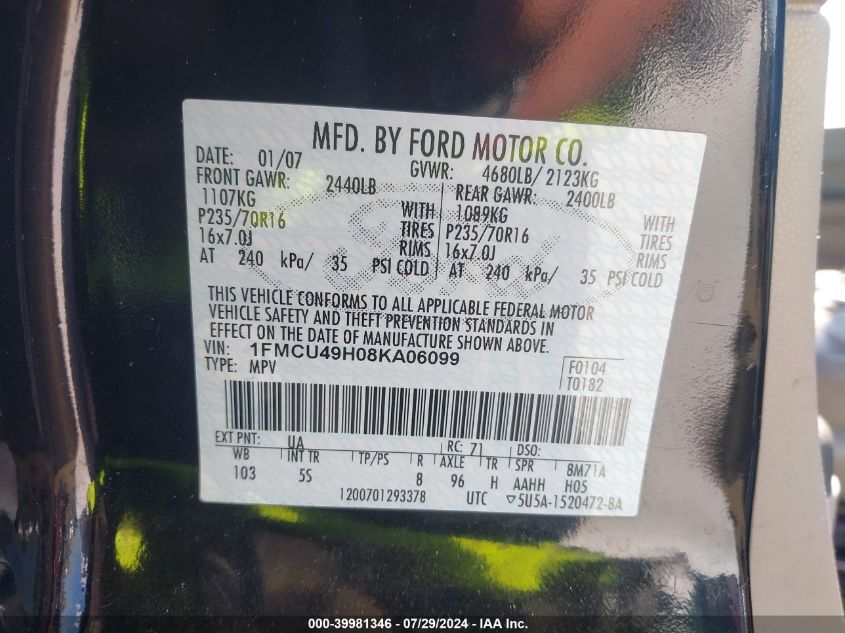 MFD. BY FORD MOTOR CO.
DATE: 01/07 GVWR: 4680LB/ 2123KG
FRONT GAWR: 2440LB REAR GAWR: 2400LB
1107KG WITH 1089KG WITH
P235/70R16 TIRES P235/70R16 TIRES
16x7.0J RIMS 16x7.0J RIMS
AT 240 kPa/ 35 PSI COLD AT 240 kPa/ 35 PSI COLD
THIS VEHICLE CONFORMS TO ALL APPLICABLE FEDERAL MOTOR
VEHICLE SAFETY AND THEFT PREVENTION STANDARDS IN
EFFECT ON THE DATE OF MANUFACTURE SHOWN ABOVE.
VIN: 1FMCU49H08KA06099 F0104
TYPE: MPV T0182
EXT PNT: UA RC: 71 DSO:
WB INT TR TP/PS R AXLE TR SPR 8M71A
103 5S 8 96 H AAHH H05
1200701293378 UTC ▽5U5A-1520472-BA
000-39981346 - 07/29/2024 - IAA Inc.